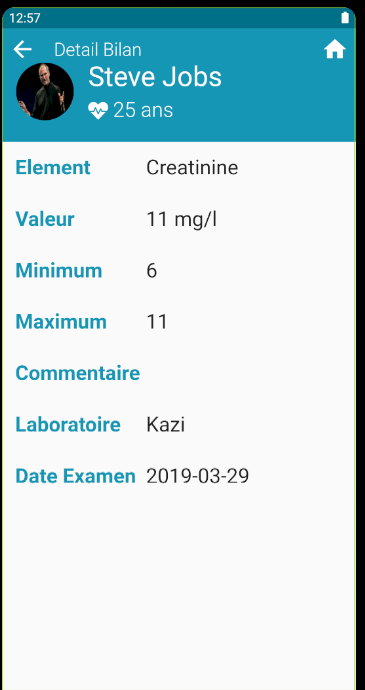 12:57
Detail Bilan
Steve Jobs
25 ans
Element Creatinine
Valeur 11 mg/l
Minimum 6
Maximum 11
Commentaire
Laboratoire Kazi
Date Examen 2019-03-29